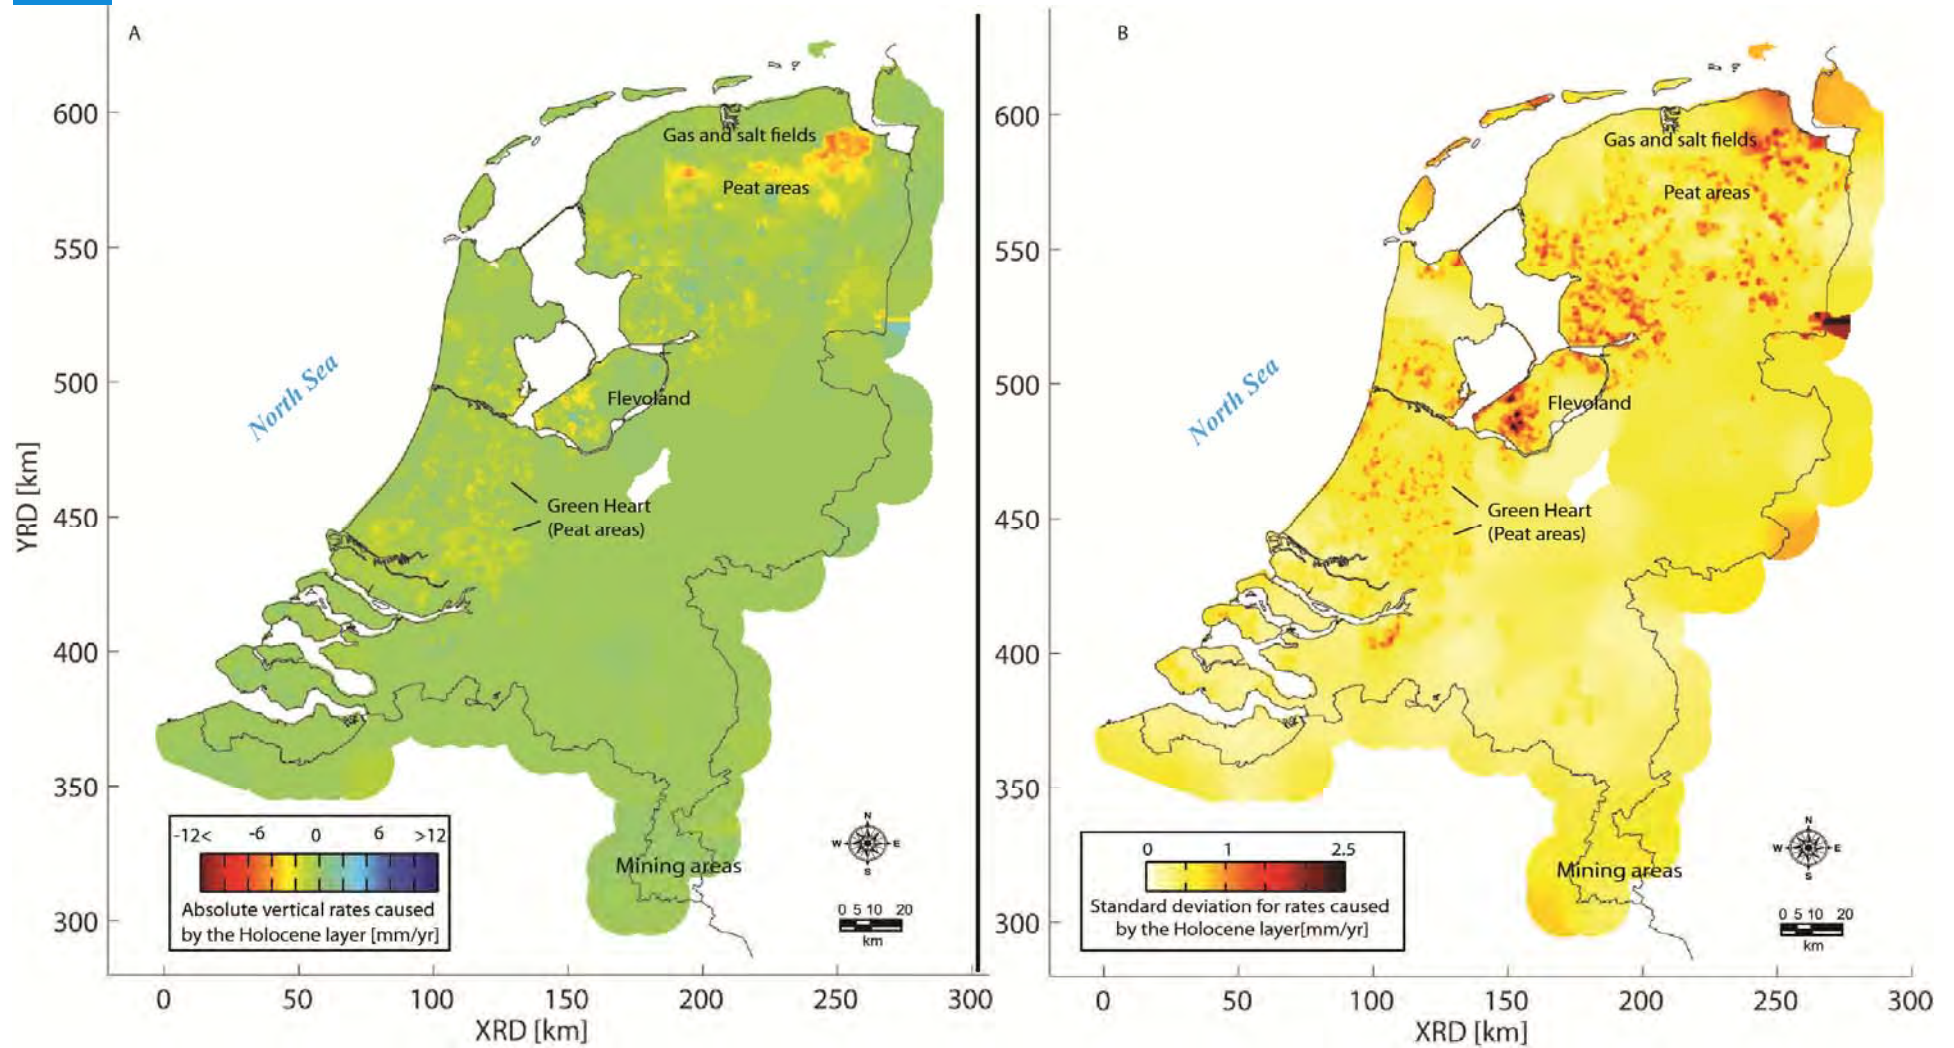 A
600
550
500
450
400
350
300
YRD [km]
Gas and salt fields
Peat areas
North Sea
Flevoland
Green Heart
(Peat areas)
Mining areas
-12< -6 0 6 >12
Absolute vertical rates caused
by the Holocene layer [mm/yr]
N
W E
S
0 5 10 20
km
0 50 100 150 200 250 300
XRD [km]
B
600
550
500
450
400
350
300
Gas and salt fields
Peat areas
North Sea
Flevoland
Green Heart
(Peat areas)
Mining areas
0 1 2.5
Standard deviation for rates caused
by the Holocene layer[mm/yr]
N
W E
S
0 5 10 20
km
0 50 100 150 200 250 300
XRD [km]